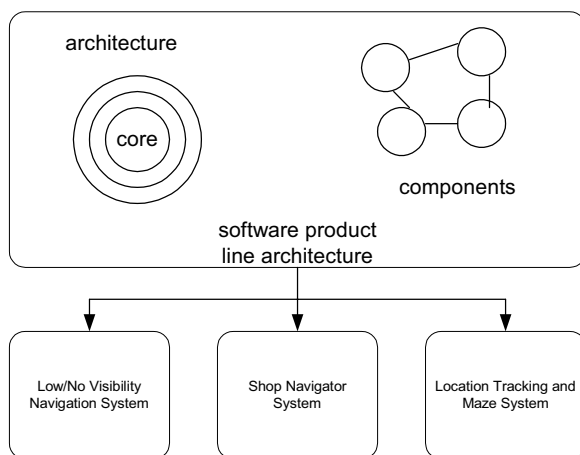 architecture
core
components
software product
line architecture
Low/No Visibility
Navigation System
Shop Navigator
System
Location Tracking and
Maze System